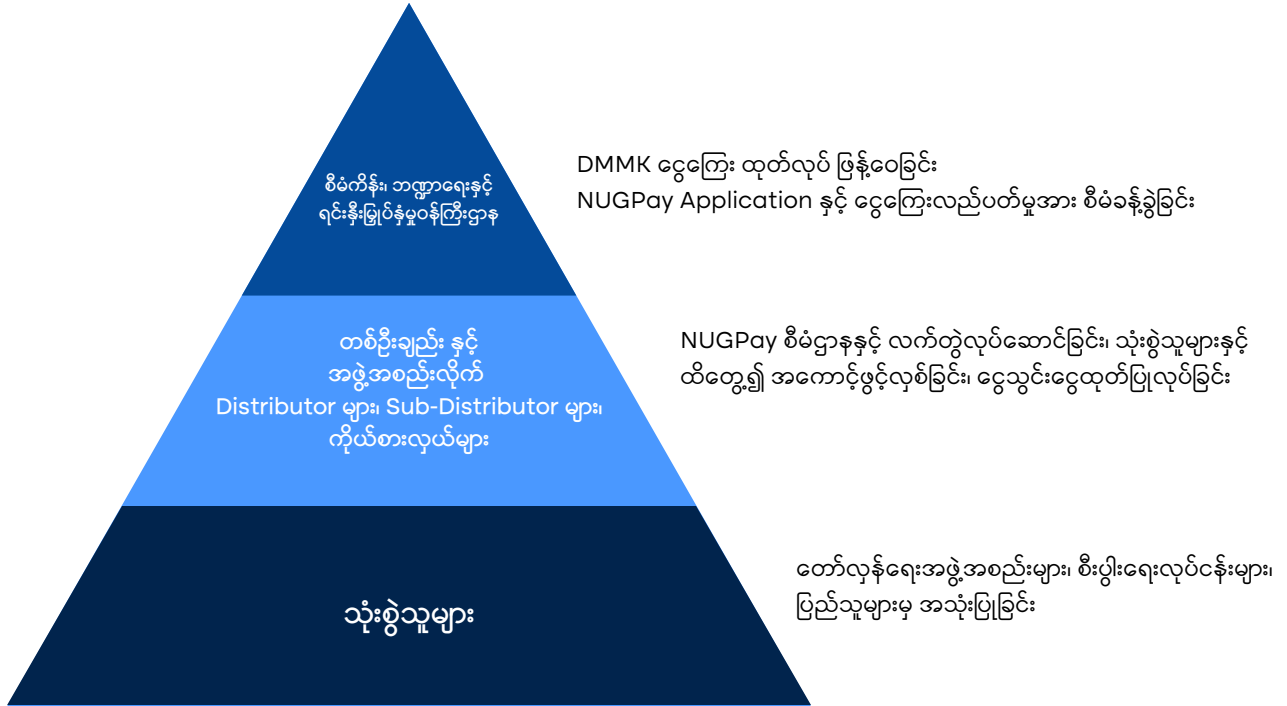 စီမံကိန်း၊ ဘဏ္ဍာရေးနှင့်
ရင်းနှီးမြှုပ်နှံမှုဝန်ကြီးဌာန
DMMK ငွေကြေး ထုတ်လုပ် ဖြန့်ဝေခြင်း
NUGPay Application နှင့် ငွေကြေးလည်ပတ်မှုအား စီမံခန့်ခွဲခြင်း
တစ်ဦးချည်း နှင့်
အဖွဲ့အစည်းလိုက်
Distributor များ၊ Sub-Distributor များ၊
ကိုယ်စားလှယ်များ
NUGPay စီမံဌာနနှင့် လက်တွဲလုပ်ဆောင်ခြင်း၊ သုံးစွဲသူများနှင့်
ထိတွေ့၍ အကောင့်ဖွင့်လှစ်ခြင်း၊ ငွေသွင်းငွေထုတ်ပြုလုပ်ခြင်း
သုံးစွဲသူများ
တော်လှန်ရေးအဖွဲ့အစည်းများ၊ စီးပွါးရေးလုပ်ငန်းများ၊
ပြည်သူများမှ အသုံးပြုခြင်း